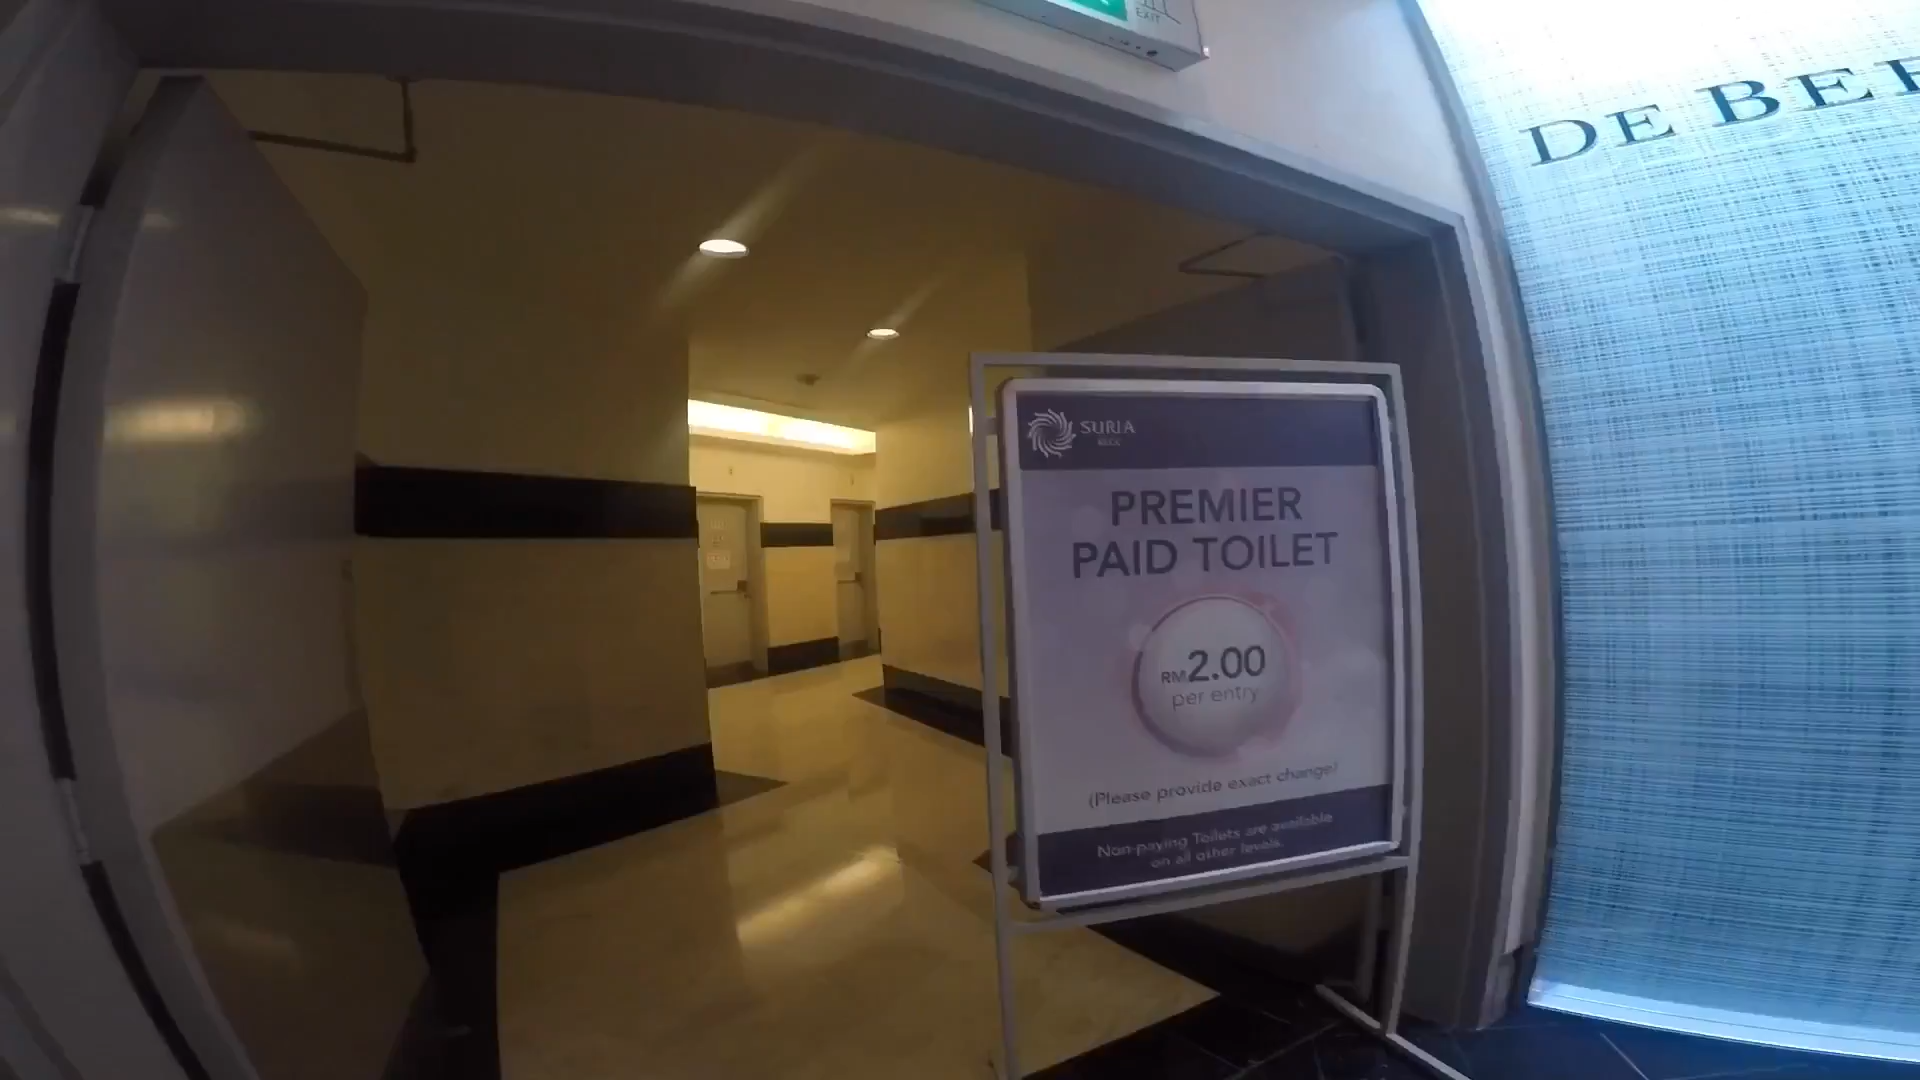 EXIT
DE BEE
SURIA
KLCC
PREMIER
PAID TOILET
RM2.00
per entry
(Please provide exact change)
Non-paying Toilets are available
on all other levels.